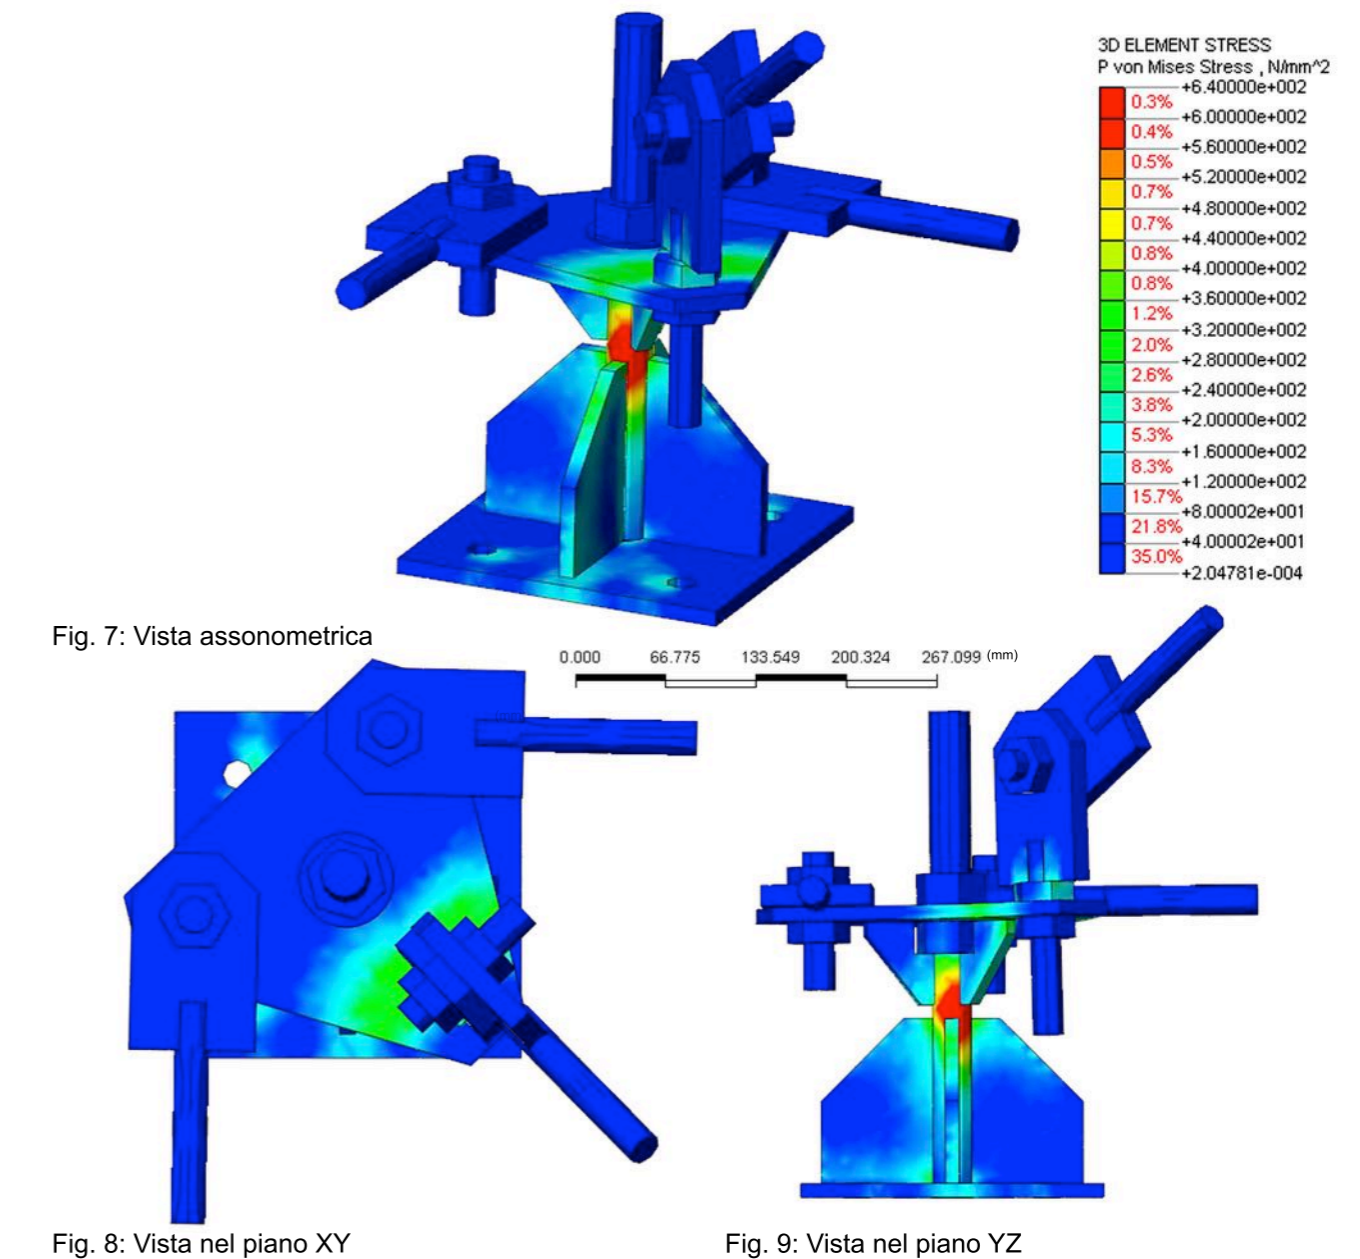 3D ELEMENT STRESS
P von Mises Stress , N/mm^2
+6.40000e+002
0.3%
+6.00000e+002
0.4%
+5.60000e+002
0.5%
+5.20000e+002
0.7%
+4.80000e+002
0.7%
+4.40000e+002
0.8%
+4.00000e+002
0.8%
+3.60000e+002
1.2%
+3.20000e+002
2.0%
+2.80000e+002
2.6%
+2.40000e+002
3.8%
+2.00000e+002
5.3%
+1.60000e+002
8.3%
+1.20000e+002
15.7%
+8.00002e+001
21.8%
+4.00002e+001
35.0%
+2.04781e-004
Fig. 7: Vista assonometrica
0.000 66.775 133.549 200.324 267.099 (mm)
Fig. 8: Vista nel piano XY
Fig. 9: Vista nel piano YZ